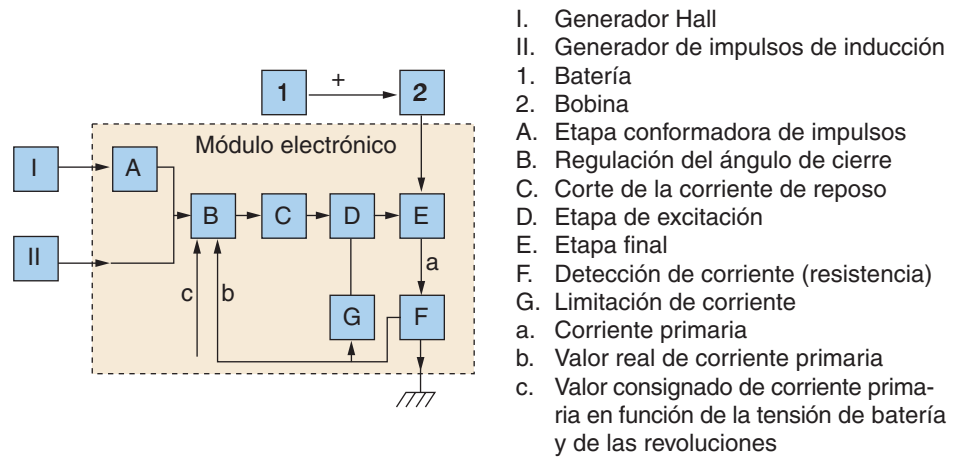 1
+
2
Módulo electrónico
I
A
B
C
D
E
II
a
c
b
G
F
I. Generador Hall
II. Generador de impulsos de inducción
1. Batería
2. Bobina
A. Etapa conformadora de impulsos
B. Regulación del ángulo de cierre
C. Corte de la corriente de reposo
D. Etapa de excitación
E. Etapa final
F. Detección de corriente (resistencia)
G. Limitación de corriente
a. Corriente primaria
b. Valor real de corriente primaria
c. Valor consignado de corriente prima-
ria en función de la tensión de batería
y de las revoluciones